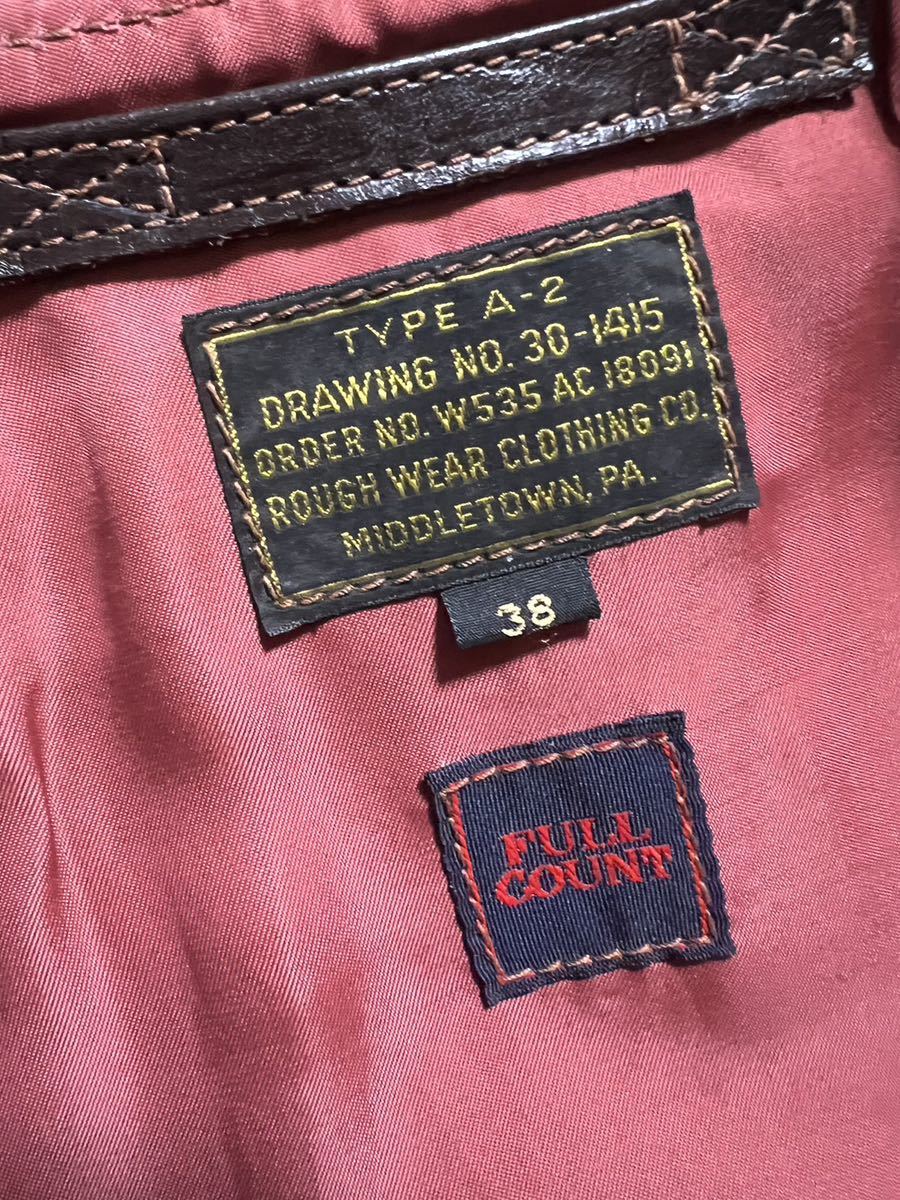 TYPE A-2
DRAWING NO. 30-1415
ORDER NO. W535 AC 18091
ROUGH WEAR CLOTHING CO.
MIDDLETOWN, PA.
38
FULL
COUNT